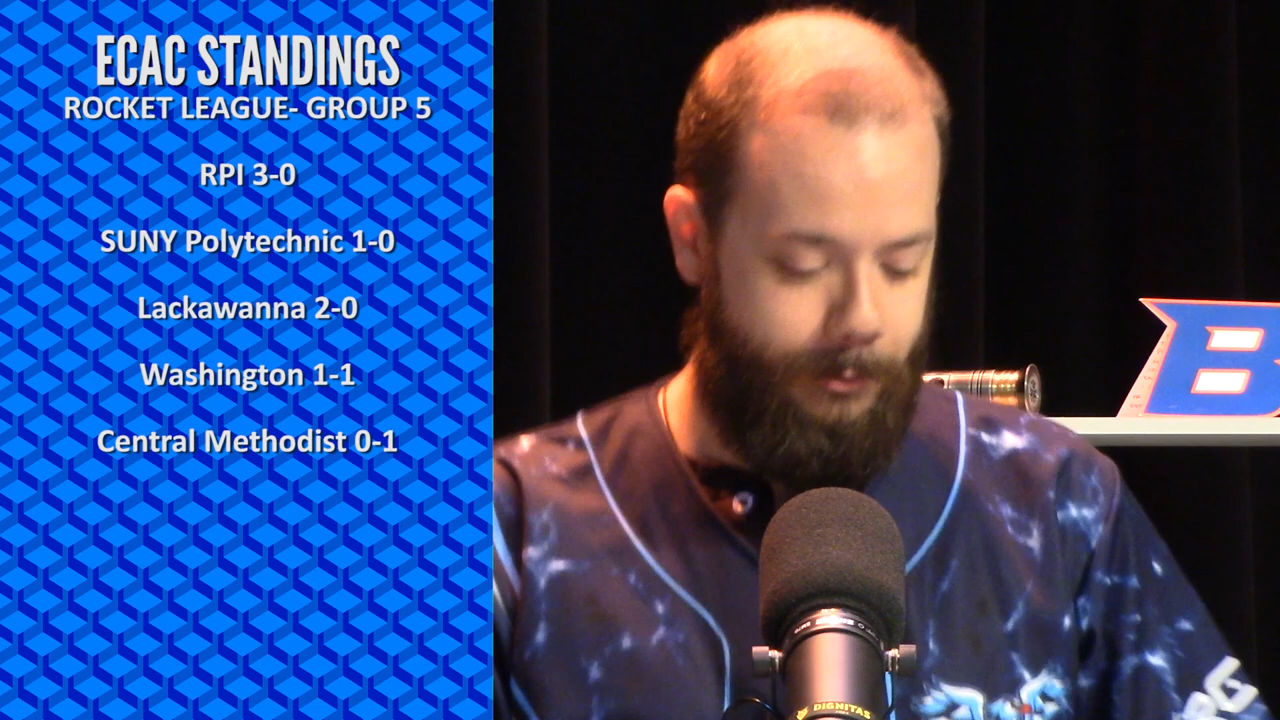 ECAC STANDINGS
ROCKET LEAGUE- GROUP 5
RPI 3-0
SUNY Polytechnic 1-0
Lackawanna 2-0
Washington 1-1
Central Methodist 0-1
B
G
DIGNITAS